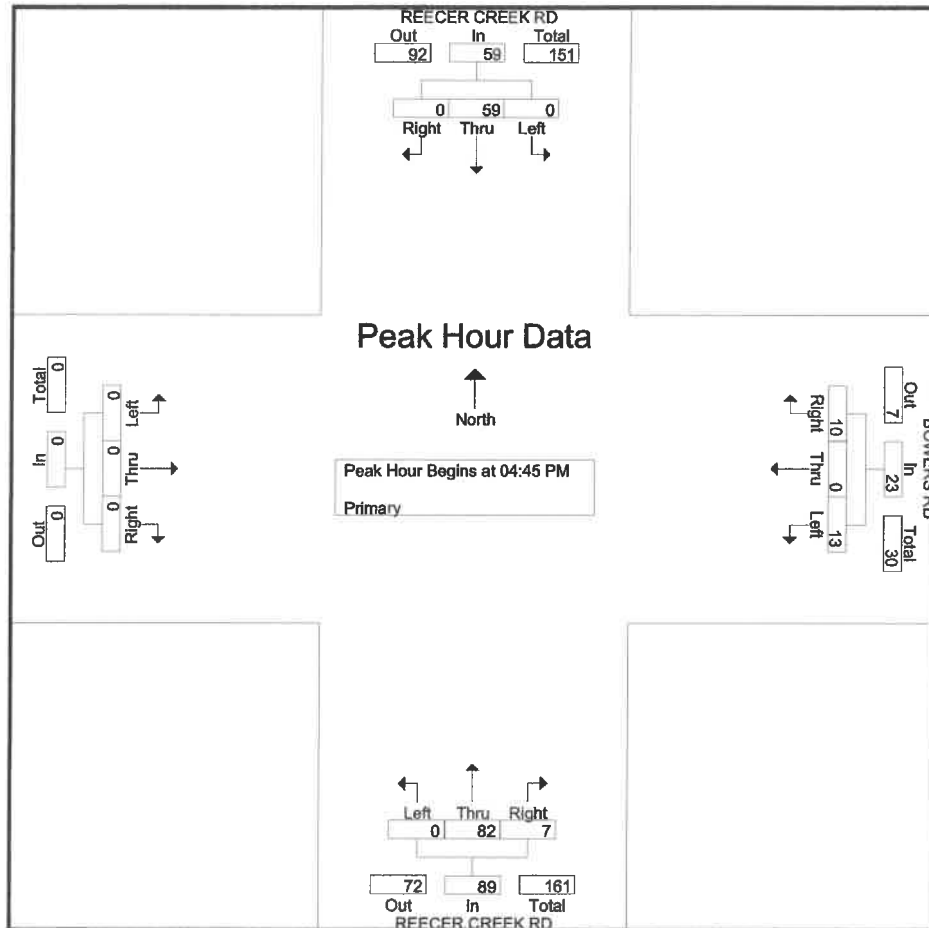 REECER CREEK RD
Out In Total
92 59 151
0 59 0
Right Thru Left
Peak Hour Data
North
Peak Hour Begins at 04:45 PM
Primary
Total In Out
0 0 0
0 0 0
Left Thru Right
Right Thru Left
10 0 13
Out In Total
7 23 30
BOWERS RD
Left Thru Right
0 82 7
72 89 161
Out In Total
REECER CREEK RD